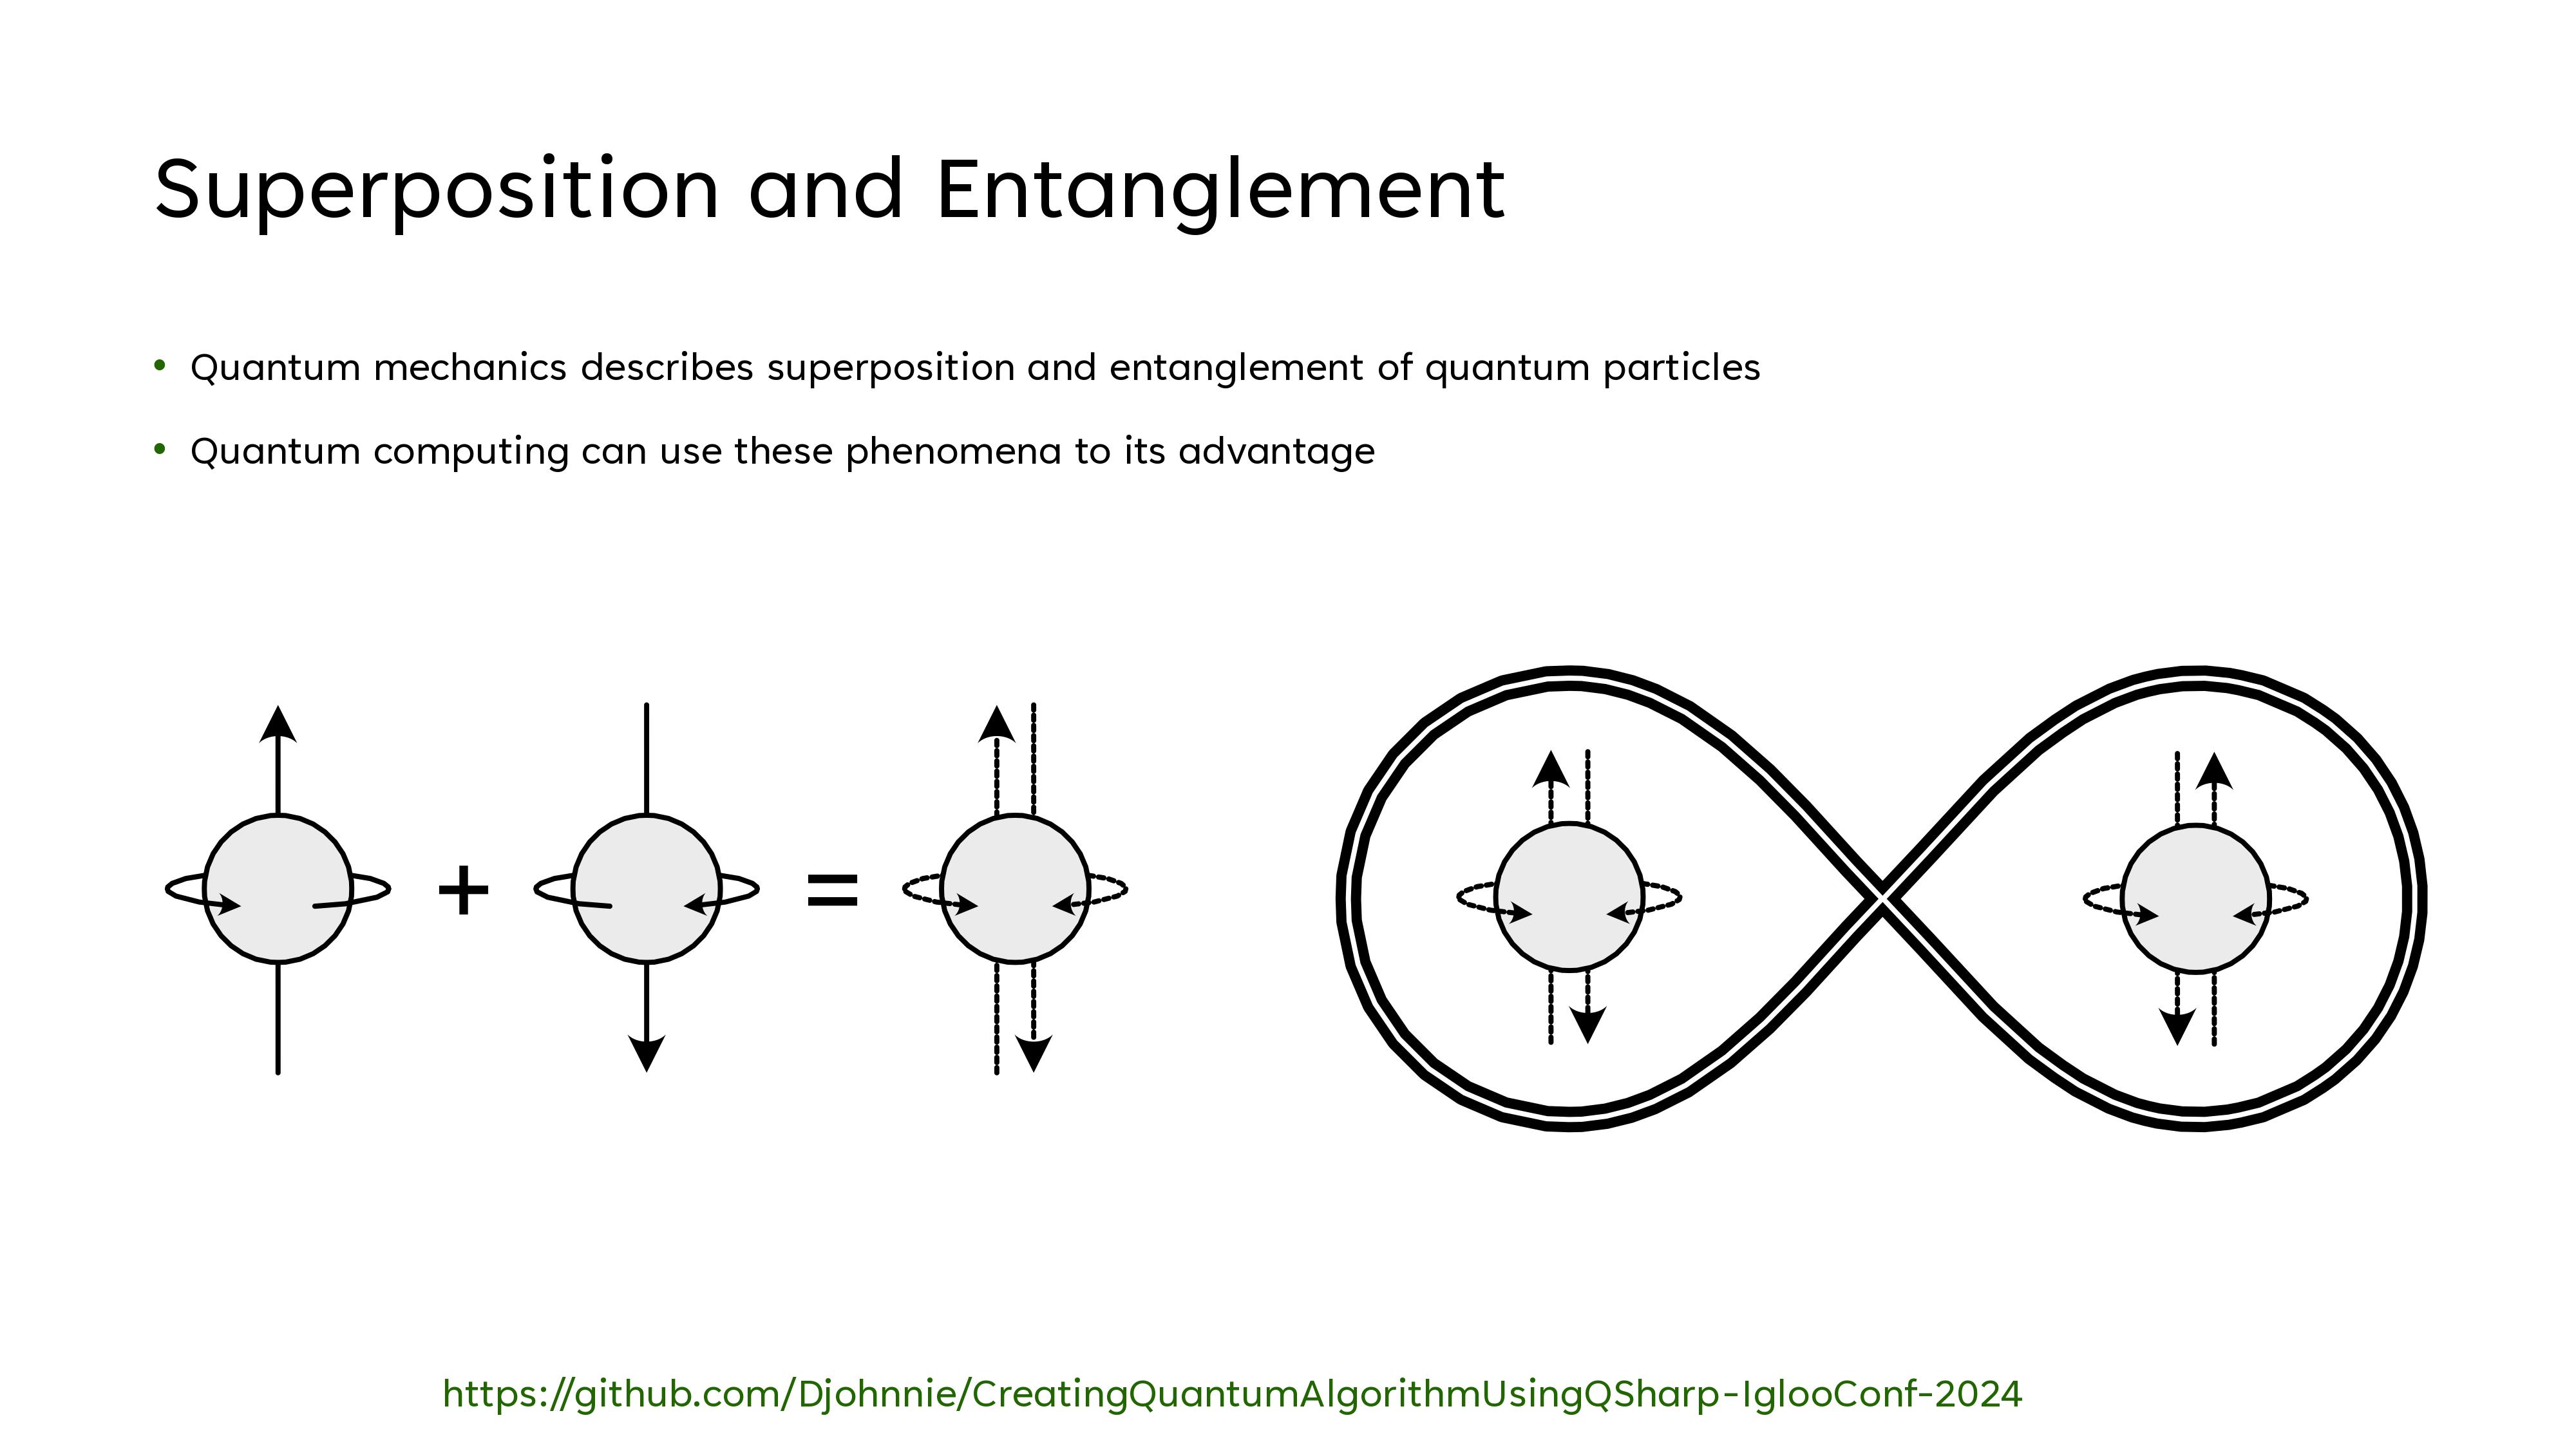 Superposition and Entanglement
• Quantum mechanics describes superposition and entanglement of quantum particles
• Quantum computing can use these phenomena to its advantage
+ =
https://github.com/Djohnnie/CreatingQuantumAlgorithmUsingQSharp-IglooConf-2024